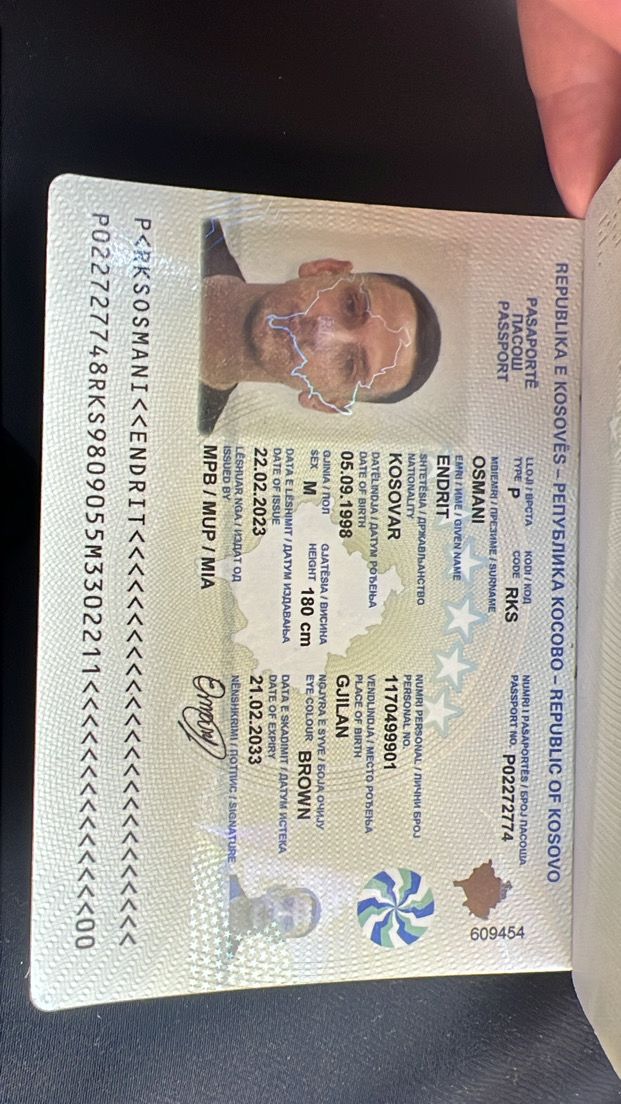 REPUBLIKA E KOSOVËS – РЕПУБЛИКА КОСОВО – REPUBLIC OF KOSOVO
PASAPORTË
ПАСОШ
PASSPORT
LLOJI / ВРСТА KODI / КОД NUMRI I PASAPORTËS / БРОЈ ПАСОША
TYPE P CODE RKS PASSPORT NO. P02272774
MBIEMRI / ПРЕЗИМЕ / SURNAME
OSMANI
EMRI / ИМЕ / GIVEN NAME
ENDRIT
SHTETËSIA / ДРЖАВЉАНСТВО NUMRI PERSONAL / ЛИЧНИ БРОЈ
NATIONALITY PERSONAL NO.
KOSOVAR 1170499901
DATËLINDJA / ДАТУМ РОЂЕЊА VENDLINDJA / МЕСТО РОЂЕЊА
DATE OF BIRTH PLACE OF BIRTH
05.09.1998 GJILAN
GJINIA / ПОЛ GJATËSIA / ВИСИНА NGJYRA E SYVE / БОЈА ОЧИЈУ
SEX M HEIGHT 180 cm EYE COLOUR BROWN
DATA E LËSHIMIT / ДАТУМ ИЗДАВАЊА DATA E SKADIMIT / ДАТУМ ИСТЕКА
DATE OF ISSUE DATE OF EXPIRY
22.02.2023 21.02.2033
LËSHUAR NGA / ИЗДАТ ОД NËNSHKRIMI / ПОТПИС / SIGNATURE
ISSUED BY
MPB / MUP / MIA
609454
P<RKSOSMANI<<ENDRIT<<<<<<<<<<<<<<<<<<<<<<<<<
P022727748RKS9809055M3302211<<<<<<<<<<<<<<00